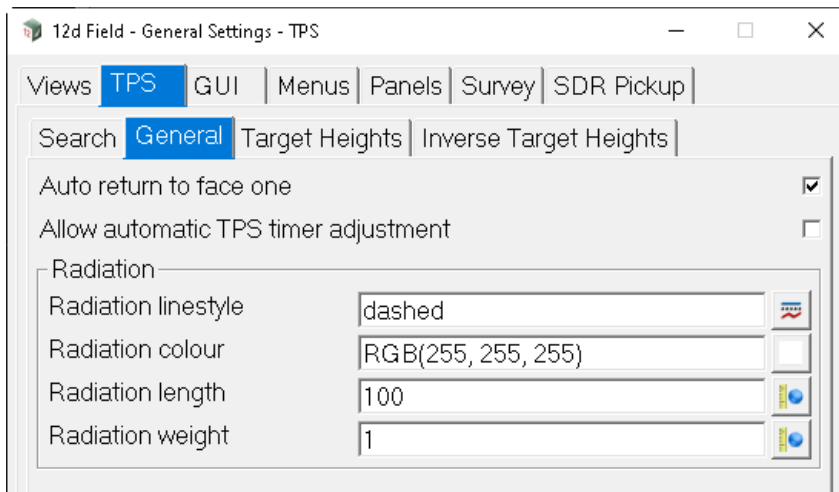 12d Field - General Settings - TPS
Views TPS GUI Menus Panels Survey SDR Pickup
Search General Target Heights Inverse Target Heights
Auto return to face one
Allow automatic TPS timer adjustment
Radiation
Radiation linestyle dashed
Radiation colour RGB(255, 255, 255)
Radiation length 100
Radiation weight 1